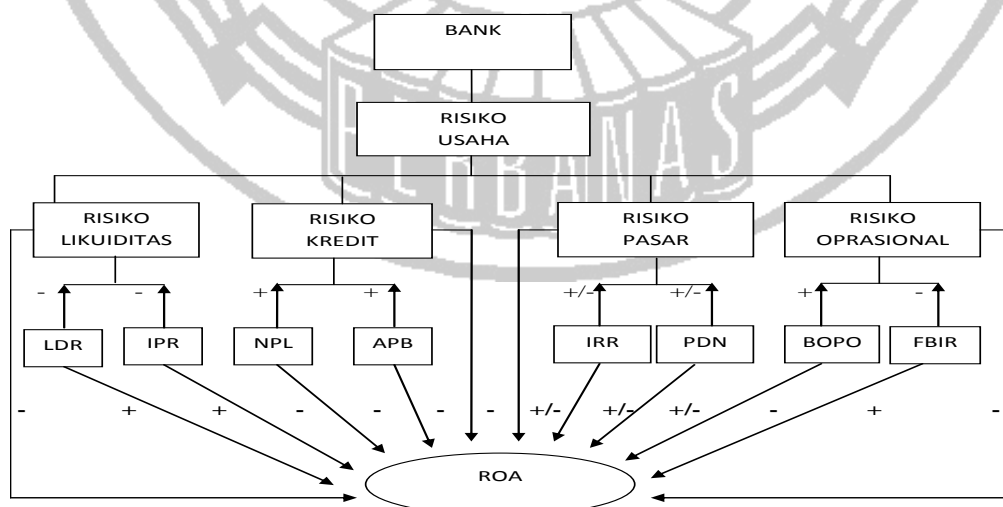 BANK
RISIKO
USAHA
RISIKO
LIKUIDITAS
RISIKO
KREDIT
RISIKO
PASAR
RISIKO
OPRASIONAL
- - + + +/- +/- + -
LDR IPR NPL APB IRR PDN BOPO FBIR
- + + - - - - +/- +/- +/- - + -
ROA
PERBANAS